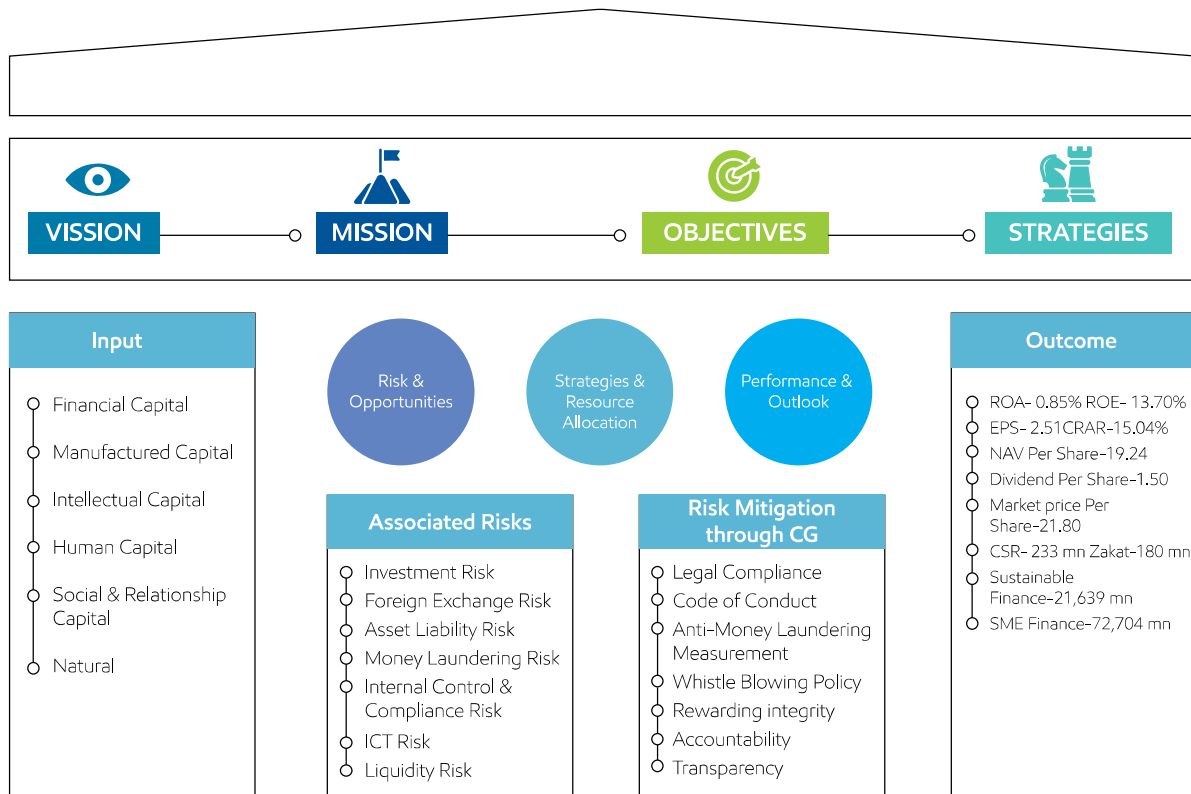 VISSION
MISSION
OBJECTIVES
STRATEGIES
Input
Financial Capital
Manufactured Capital
Intellectual Capital
Human Capital
Social & Relationship
Capital
Natural
Risk &
Opportunities
Strategies &
Resource
Allocation
Performance &
Outlook
Associated Risks
Investment Risk
Foreign Exchange Risk
Asset Liability Risk
Money Laundering Risk
Internal Control &
Compliance Risk
ICT Risk
Liquidity Risk
Risk Mitigation
through CG
Legal Compliance
Code of Conduct
Anti-Money Laundering
Measurement
Whistle Blowing Policy
Rewarding integrity
Accountability
Transparency
Outcome
ROA- 0.85% ROE- 13.70%
EPS- 2.51CRAR-15.04%
NAV Per Share-19.24
Dividend Per Share-1.50
Market price Per
Share-21.80
CSR- 233 mn Zakat-180 mn
Sustainable
Finance-21,639 mn
SME Finance-72,704 mn